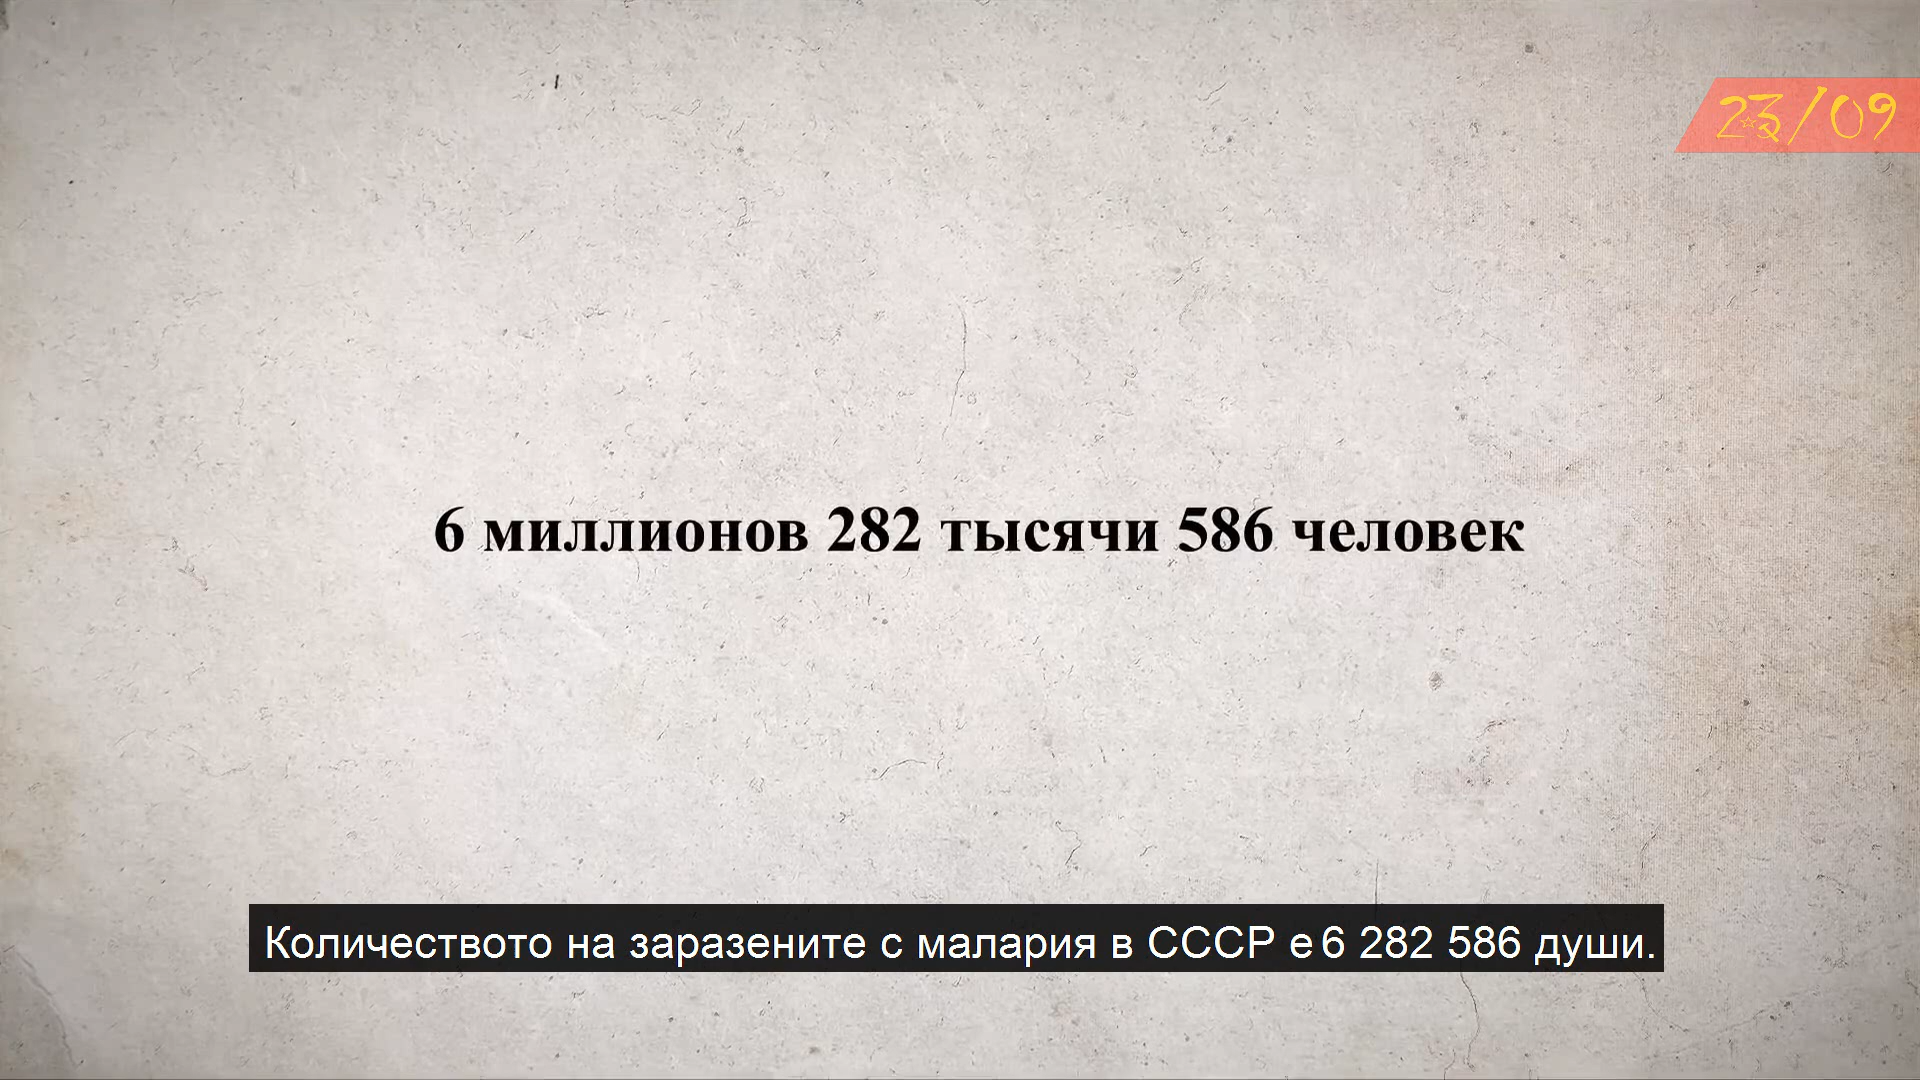 23/09
6 миллионов 282 тысячи 586 человек
Количеството на заразените с малария в СССР е 6 282 586 души.